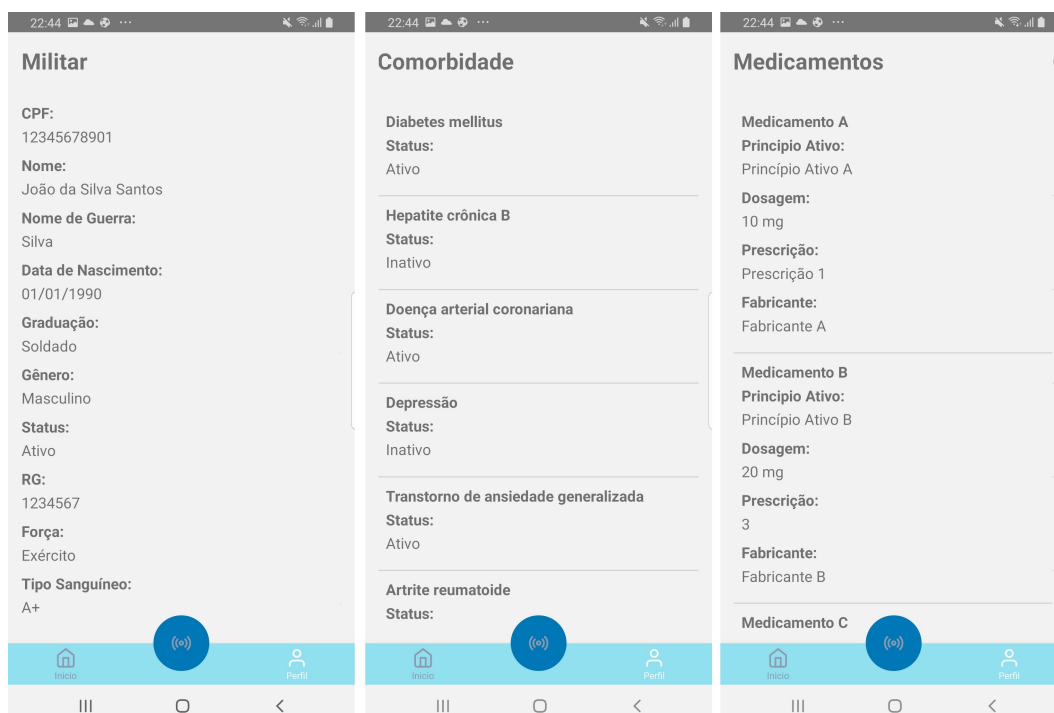 22:44
Militar
CPF:
12345678901
Nome:
João da Silva Santos
Nome de Guerra:
Silva
Data de Nascimento:
01/01/1990
Graduação:
Soldado
Gênero:
Masculino
Status:
Ativo
RG:
1234567
Força:
Exército
Tipo Sanguíneo:
A+
Inicio
Perfil
22:44
Comorbidade
Diabetes mellitus
Status:
Ativo
Hepatite crônica B
Status:
Inativo
Doença arterial coronariana
Status:
Ativo
Depressão
Status:
Inativo
Transtorno de ansiedade generalizada
Status:
Ativo
Artrite reumatoide
Status:
Inicio
Perfil
22:44
Medicamentos
Medicamento A
Principio Ativo:
Princípio Ativo A
Dosagem:
10 mg
Prescrição:
Prescrição 1
Fabricante:
Fabricante A
Medicamento B
Principio Ativo:
Princípio Ativo B
Dosagem:
20 mg
Prescrição:
3
Fabricante:
Fabricante B
Medicamento C
Inicio
Perfil